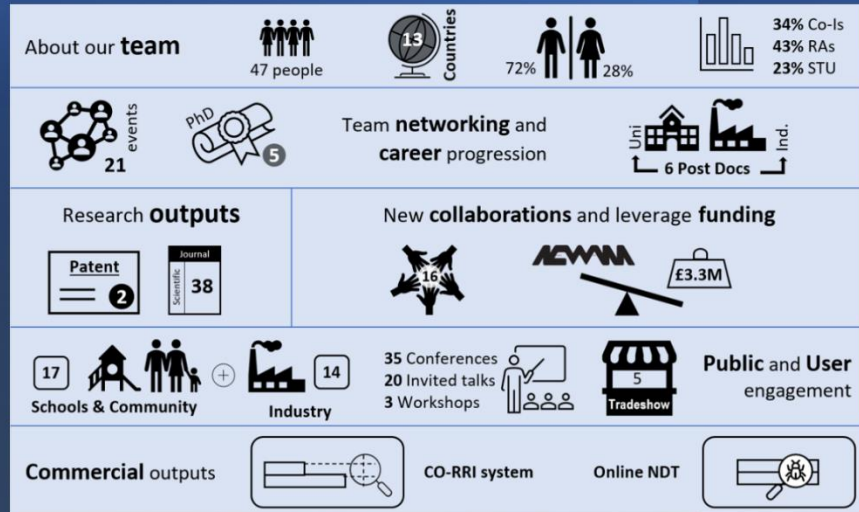 About our team
47 people
13
Countries
72%
28%
34% Co-Is
43% RAs
23% STU
21
events
PhD
5
Team networking and
career progression
Uni
Ind.
6 Post Docs
Research outputs
Patent
2
Journal
Scientific
38
New collaborations and leverage funding
16
NEWAM
£3.3M
17
Schools & Community
14
Industry
35 Conferences
20 Invited talks
3 Workshops
5
Tradeshow
Public and User
engagement
Commercial outputs
CO-RRI system
Online NDT